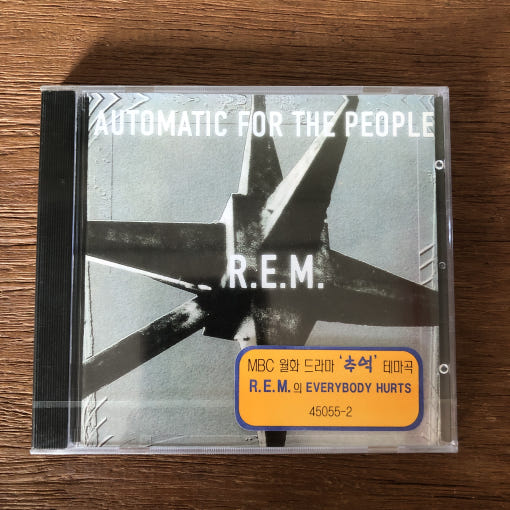 AUTOMATIC FOR THE PEOPLE
R.E.M.
MBC 월화 드라마 '추억' 테마곡
R.E.M. 의 EVERYBODY HURTS
45055-2